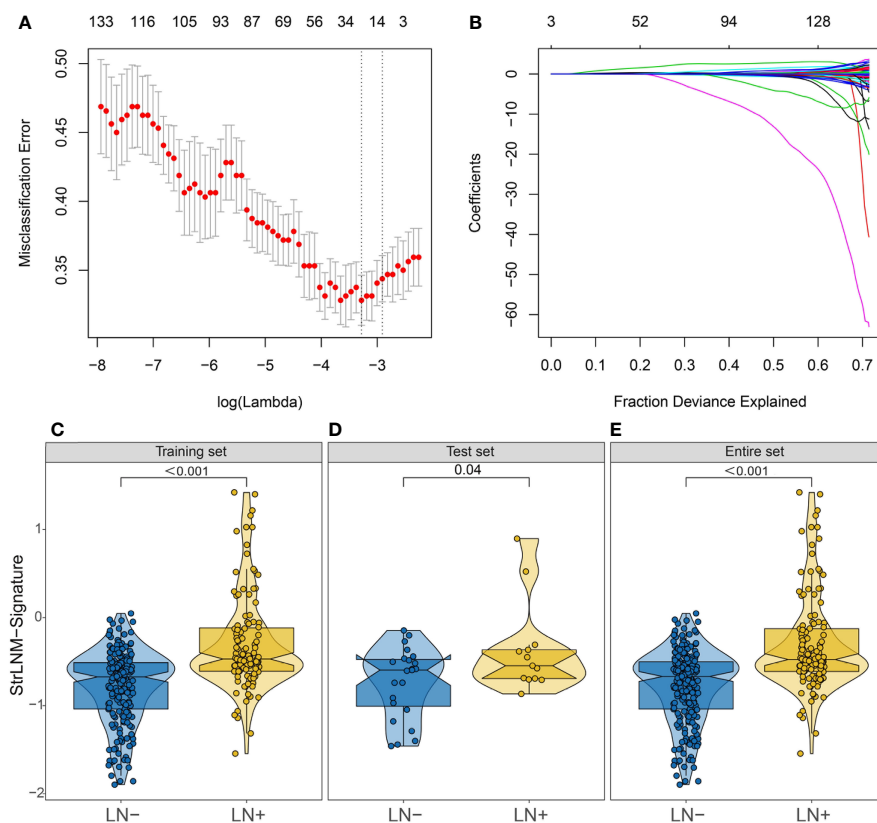 A
133 116 105 93 87 69 56 34 14 3
0.50
0.45
0.40
0.35
Misclassification Error
−8 −7 −6 −5 −4 −3
log(Lambda)
B
3 52 94 128
0
−10
−20
−30
−40
−50
−60
Coefficients
0.0 0.1 0.2 0.3 0.4 0.5 0.6 0.7
Fraction Deviance Explained
C D E
Training set Test set Entire set
<0.001 0.04 <0.001
StrLNM−Signature
1
0
−1
−2
LN− LN+ LN− LN+ LN− LN+